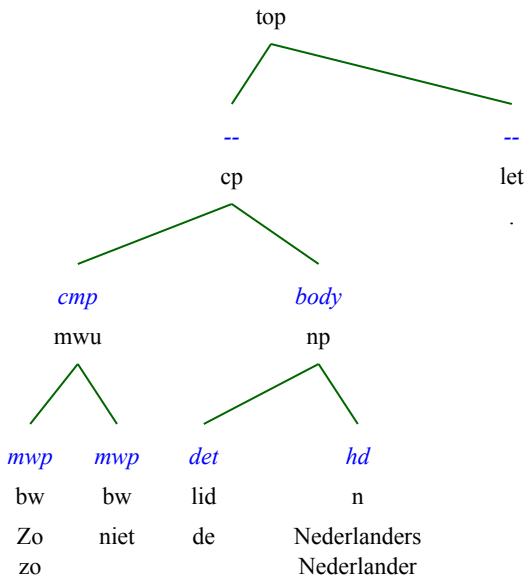 top
-- --
cp let
.
cmp body
mwu np
mwp mwp det hd
bw bw lid n
Zo niet de Nederlanders
zo Nederlander